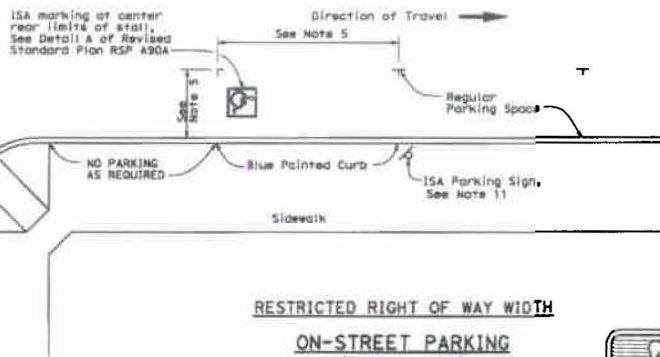 ISA marking at center
rear limits of stall,
See Detail A of Revised
Standard Plan RSP A90A
Direction of Travel
See Note 5
See
Note 5
Regular
Parking Space
NO PARKING
AS REQUIRED
Blue Painted Curb
ISA Parking Sign,
See Note 11
Sidewalk
RESTRICTED RIGHT OF WAY WIDTH
ON-STREET PARKING